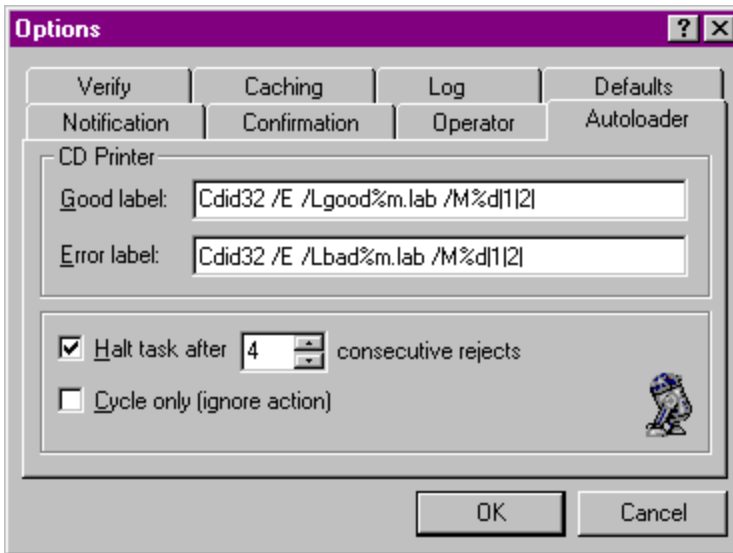 Options
Verify Caching Log Defaults
Notification Confirmation Operator Autoloader
CD Printer
Good label: Cdid32 /E /Lgood%m.lab /M%d|1|2|
Error label: Cdid32 /E /Lbad%m.lab /M%d|1|2|
Halt task after 4 consecutive rejects
Cycle only (ignore action)
OK Cancel